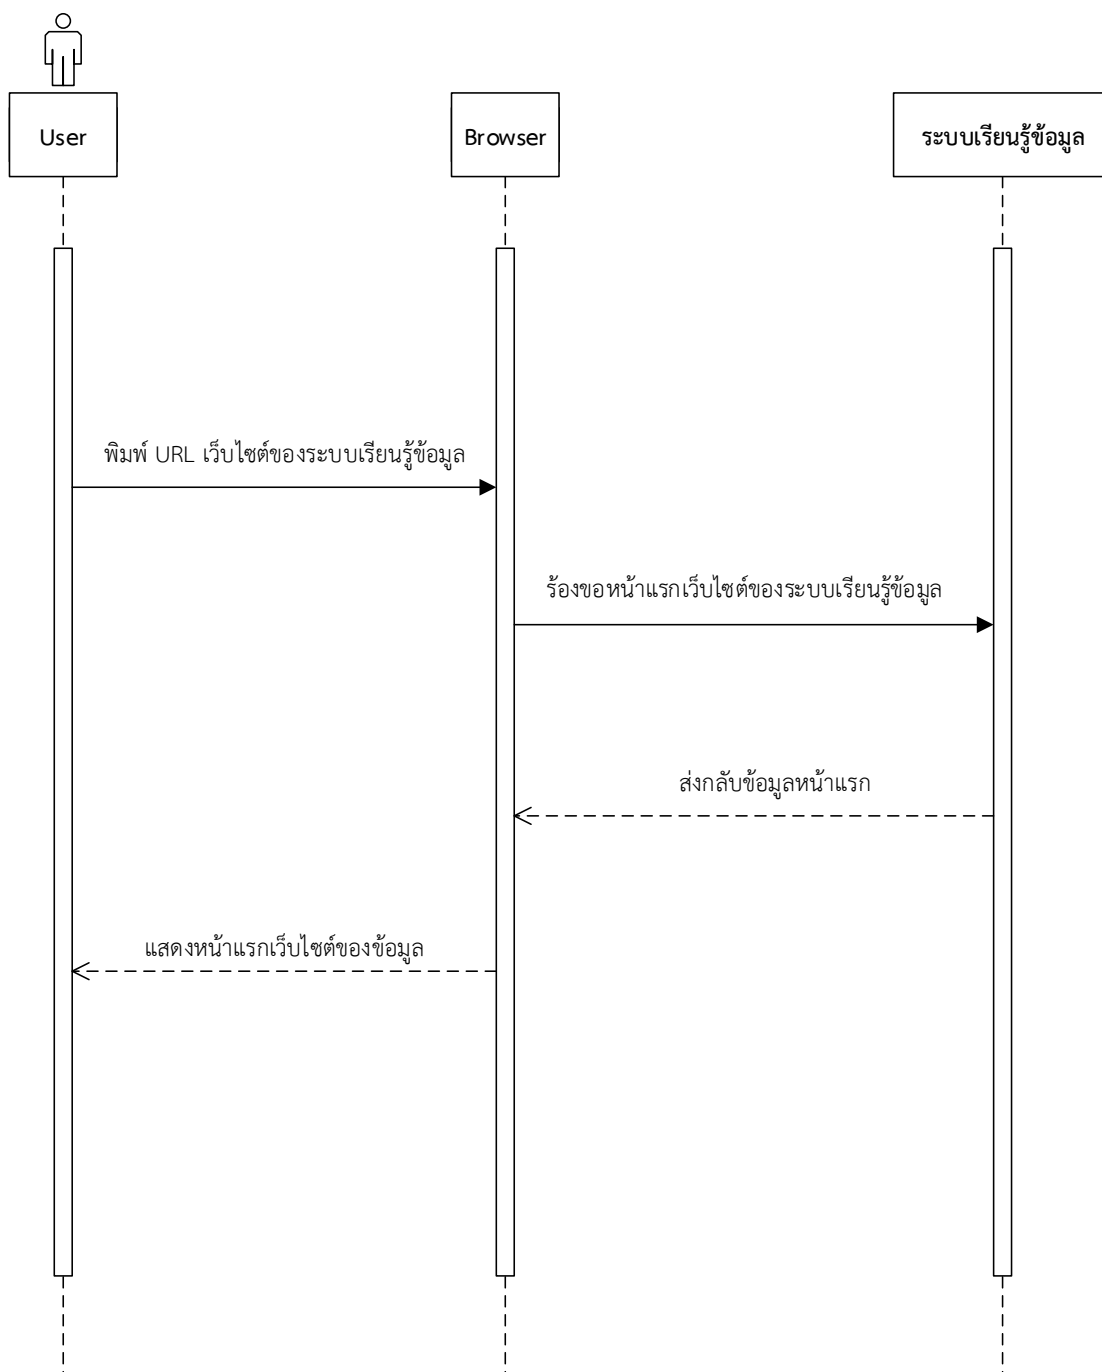 User
Browser
ระบบเรียนรู้ข้อมูล
พิมพ์ URL เว็บไซต์ของระบบเรียนรู้ข้อมูล
ร้องขอหน้าแรกเว็บไซต์ของระบบเรียนรู้ข้อมูล
ส่งกลับข้อมูลหน้าแรก
แสดงหน้าแรกเว็บไซต์ของข้อมูล